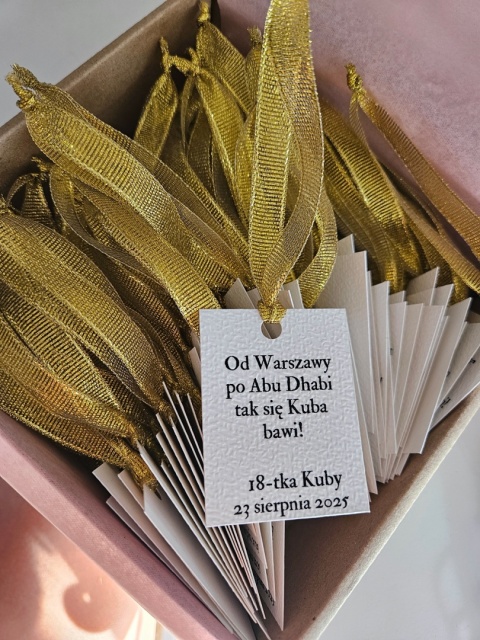 Od Warszawy
po Abu Dhabi
tak się Kuba
bawi!
18-tka Kuby
23 sierpnia 2025